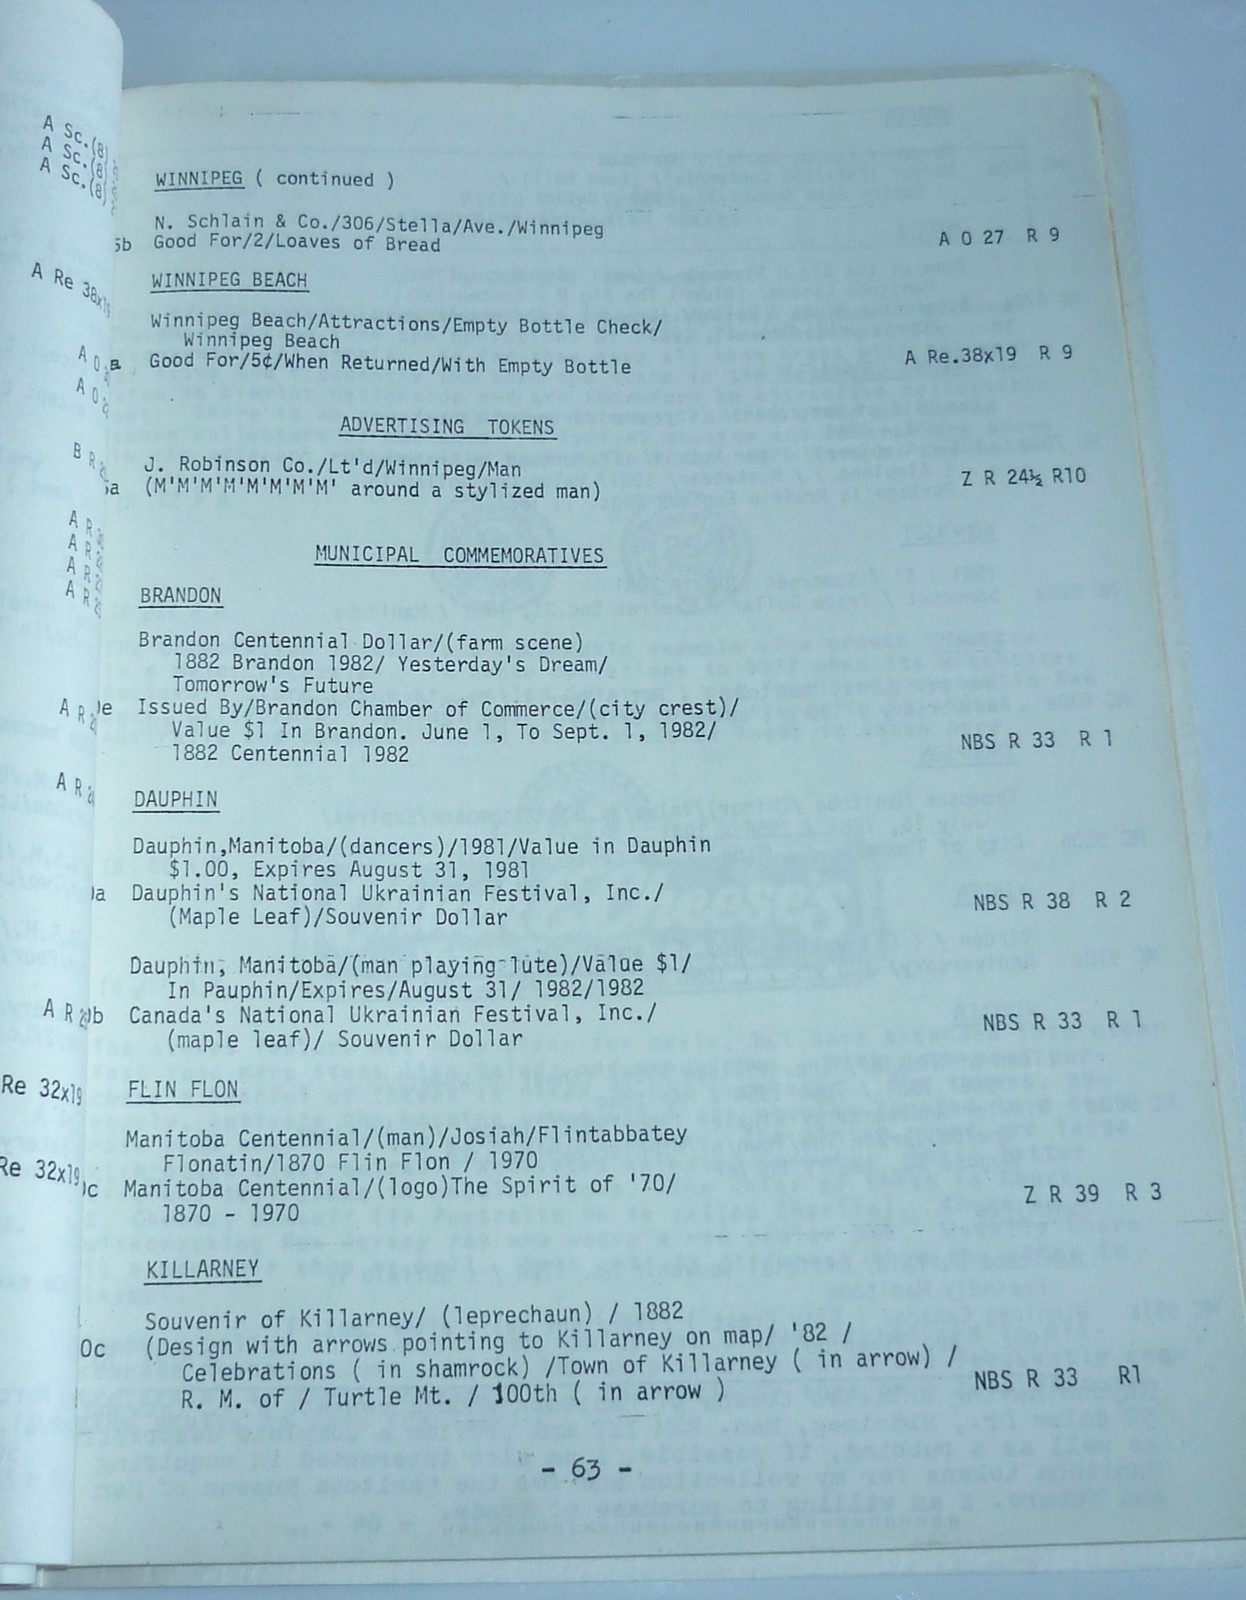 A Sc.(8)
A Sc.(8)
A Sc.(8)
A Re 38x19
A O
A O
B R
A R
A R
A R
A R
A R
A R
A R
Re 32x19
Re 32x19
WINNIPEG ( continued )
N. Schlain & Co./306/Stella/Ave./Winnipeg
5b Good For/2/Loaves of Bread A O 27 R 9
WINNIPEG BEACH
Winnipeg Beach/Attractions/Empty Bottle Check/
Winnipeg Beach
a Good For/5¢/When Returned/With Empty Bottle A Re.38x19 R 9
ADVERTISING TOKENS
J. Robinson Co./Lt'd/Winnipeg/Man
a (M'M'M'M'M'M'M'M' around a stylized man) Z R 24½ R10
MUNICIPAL COMMEMORATIVES
BRANDON
Brandon Centennial Dollar/(farm scene)
1882 Brandon 1982/ Yesterday's Dream/
Tomorrow's Future
e Issued By/Brandon Chamber of Commerce/(city crest)/
Value $1 In Brandon. June 1, To Sept. 1, 1982/
1882 Centennial 1982 NBS R 33 R 1
DAUPHIN
Dauphin,Manitoba/(dancers)/1981/Value in Dauphin
$1.00, Expires August 31, 1981
a Dauphin's National Ukrainian Festival, Inc./
(Maple Leaf)/Souvenir Dollar NBS R 38 R 2
Dauphin, Manitoba/(man playing lute)/Value $1/
In Pauphin/Expires/August 31/ 1982/1982
b Canada's National Ukrainian Festival, Inc./
(maple leaf)/ Souvenir Dollar NBS R 33 R 1
FLIN FLON
Manitoba Centennial/(man)/Josiah/Flintabbatey
Flonatin/1870 Flin Flon / 1970
c Manitoba Centennial/(logo)The Spirit of '70/
1870 - 1970 Z R 39 R 3
KILLARNEY
Souvenir of Killarney/ (leprechaun) / 1882
0c (Design with arrows pointing to Killarney on map/ '82 /
Celebrations ( in shamrock) /Town of Killarney ( in arrow) /
R. M. of / Turtle Mt. / 100th ( in arrow ) NBS R 33 R1
- 63 -